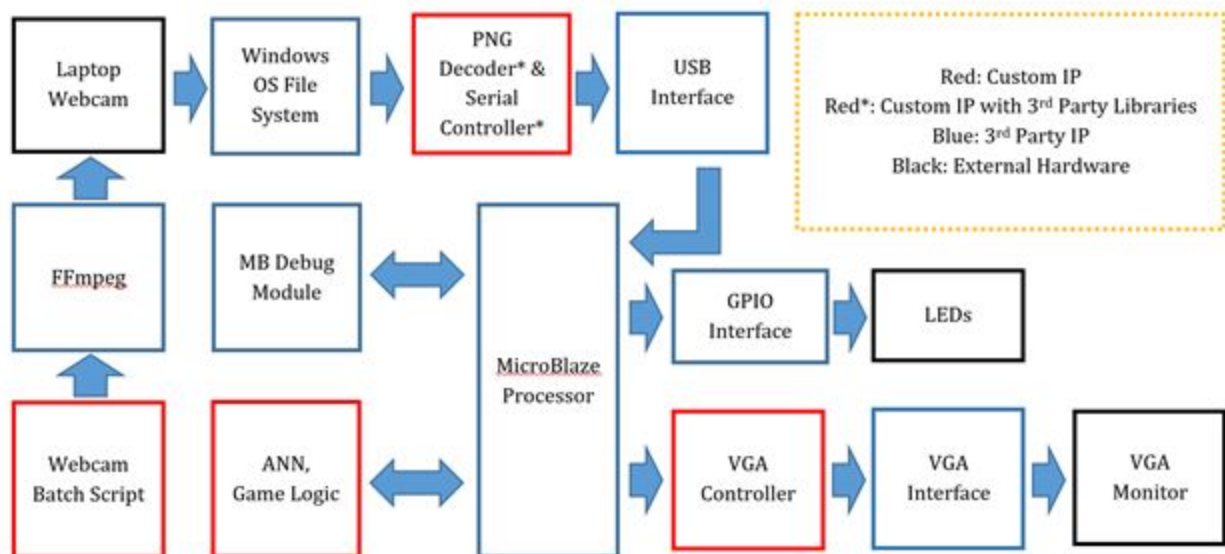 Laptop
Webcam
Windows
OS File
System
PNG
Decoder* &
Serial
Controller*
USB
Interface
Red: Custom IP
Red*: Custom IP with 3rd Party Libraries
Blue: 3rd Party IP
Black: External Hardware
FFmpeg
MB Debug
Module
MicroBlaze
Processor
GPIO
Interface
LEDs
Webcam
Batch Script
ANN,
Game Logic
VGA
Controller
VGA
Interface
VGA
Monitor